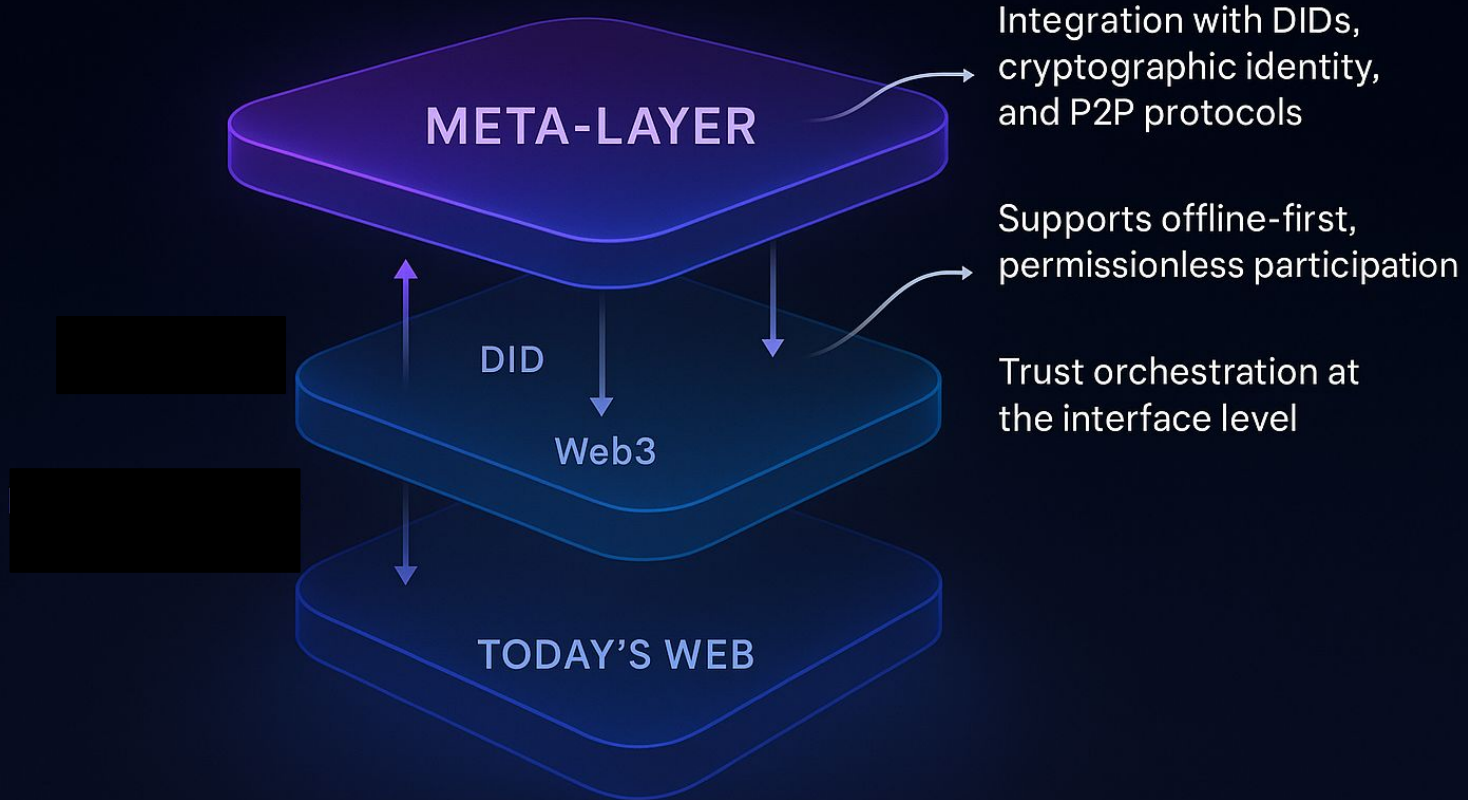 META-LAYER
Integration with DIDs,
cryptographic identity,
and P2P protocols
Supports offline-first,
permissionless participation
DID
Web3
Trust orchestration at
the interface level
TODAY’S WEB